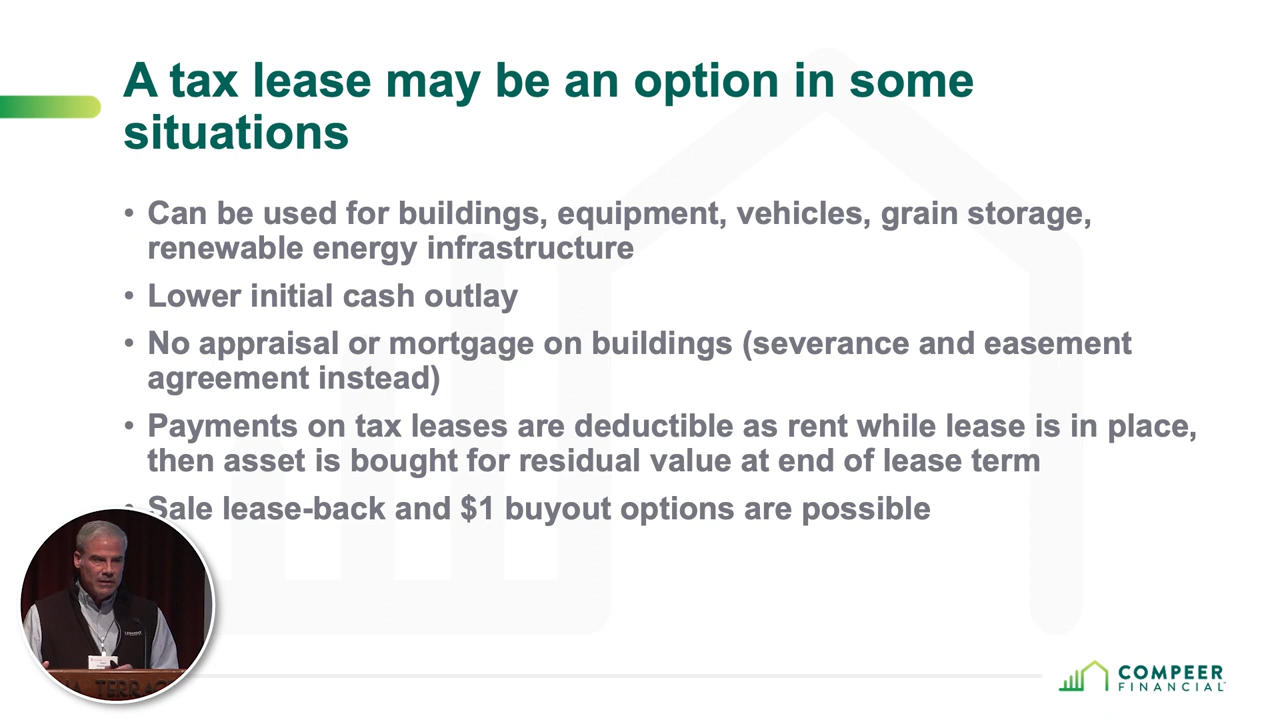 A tax lease may be an option in some
situations
• Can be used for buildings, equipment, vehicles, grain storage,
renewable energy infrastructure
• Lower initial cash outlay
• No appraisal or mortgage on buildings (severance and easement
agreement instead)
• Payments on tax leases are deductible as rent while lease is in place,
then asset is bought for residual value at end of lease term
• Sale lease-back and $1 buyout options are possible
TERRAC
COMPEER
FINANCIAL